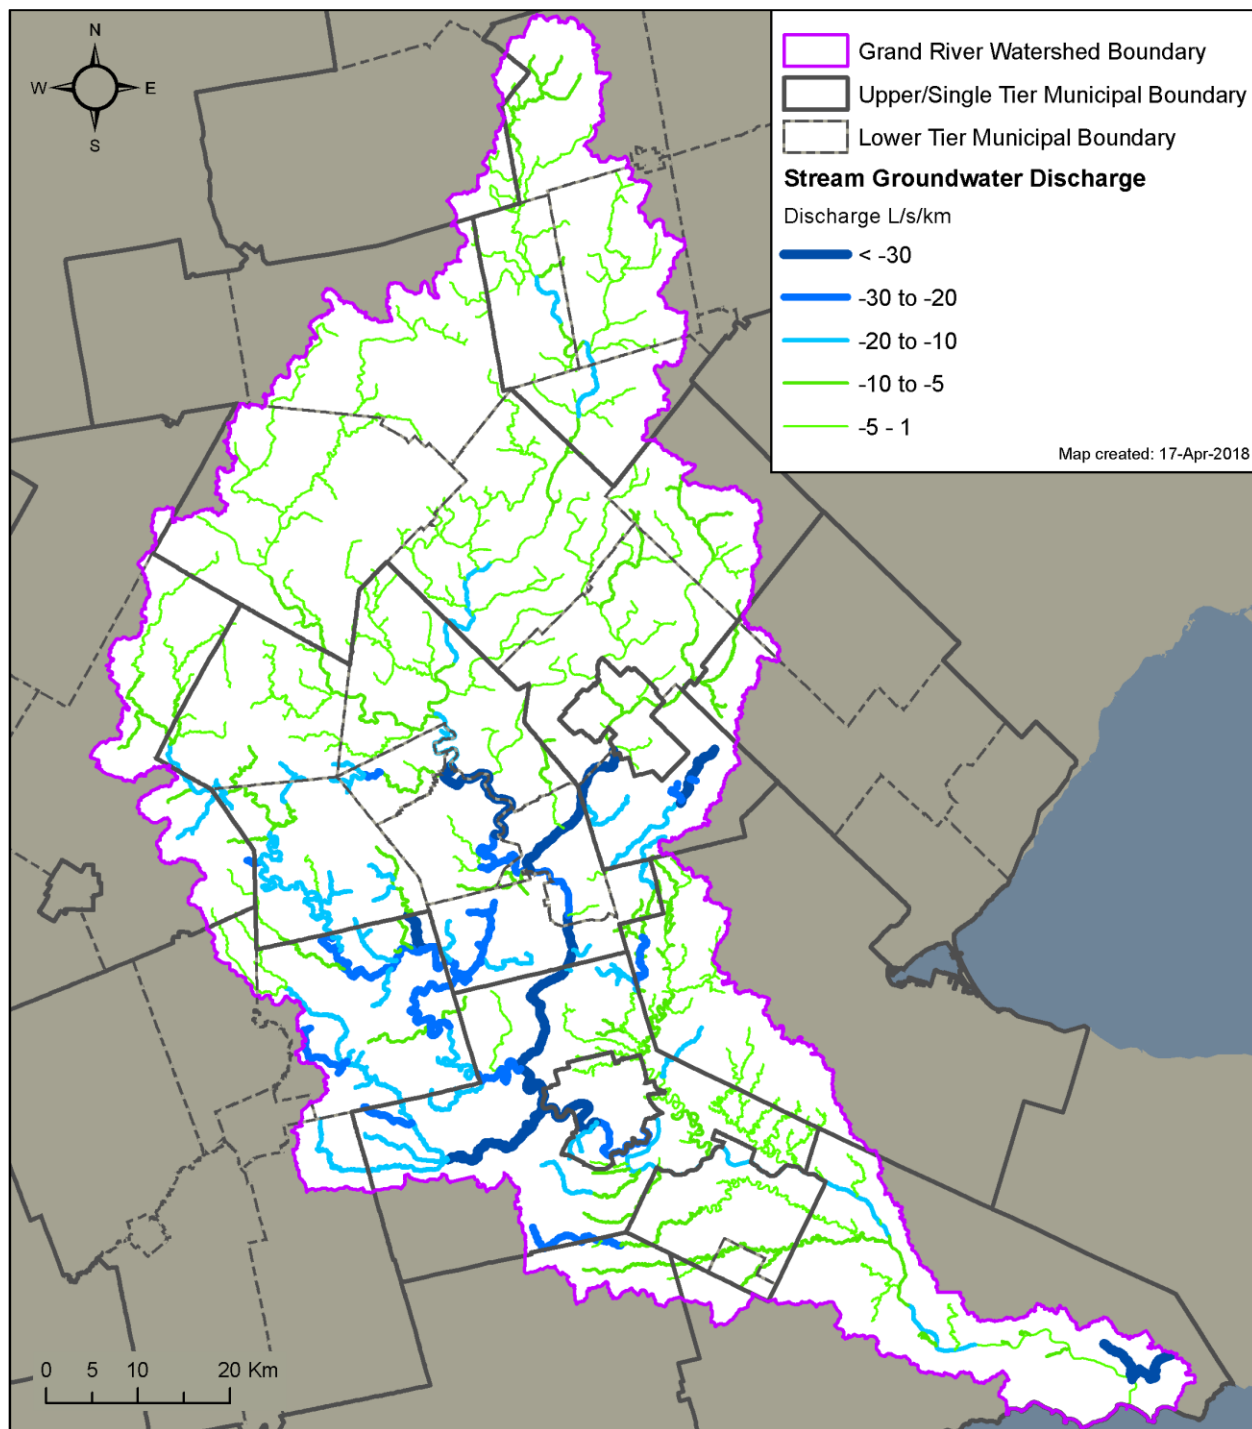 N
W E
S
Grand River Watershed Boundary
Upper/Single Tier Municipal Boundary
Lower Tier Municipal Boundary
Stream Groundwater Discharge
Discharge L/s/km
< -30
-30 to -20
-20 to -10
-10 to -5
-5 - 1
Map created: 17-Apr-2018
0 5 10 20 Km